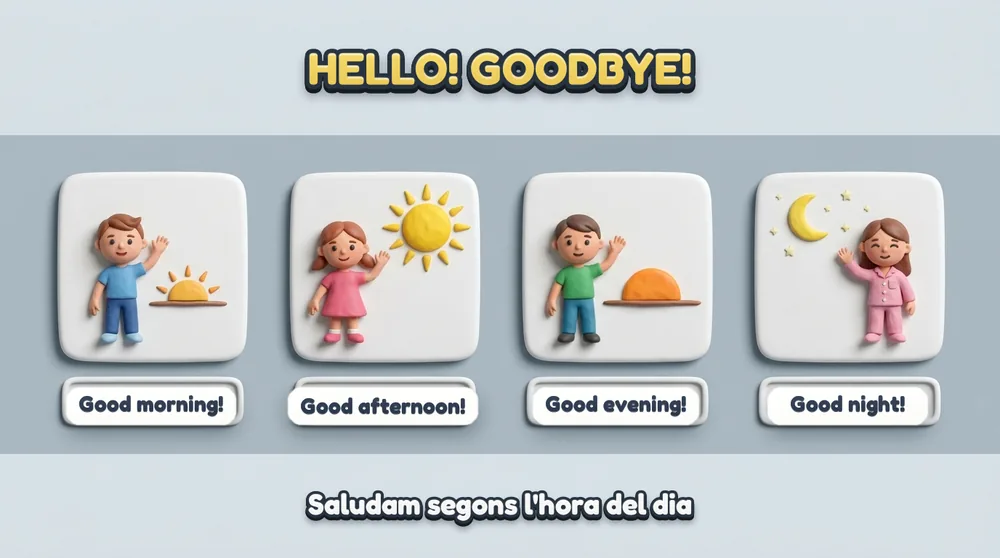 HELLO! GOODBYE!
Good morning!
Good afternoon!
Good evening!
Good night!
Saludam segons l'hora del dia